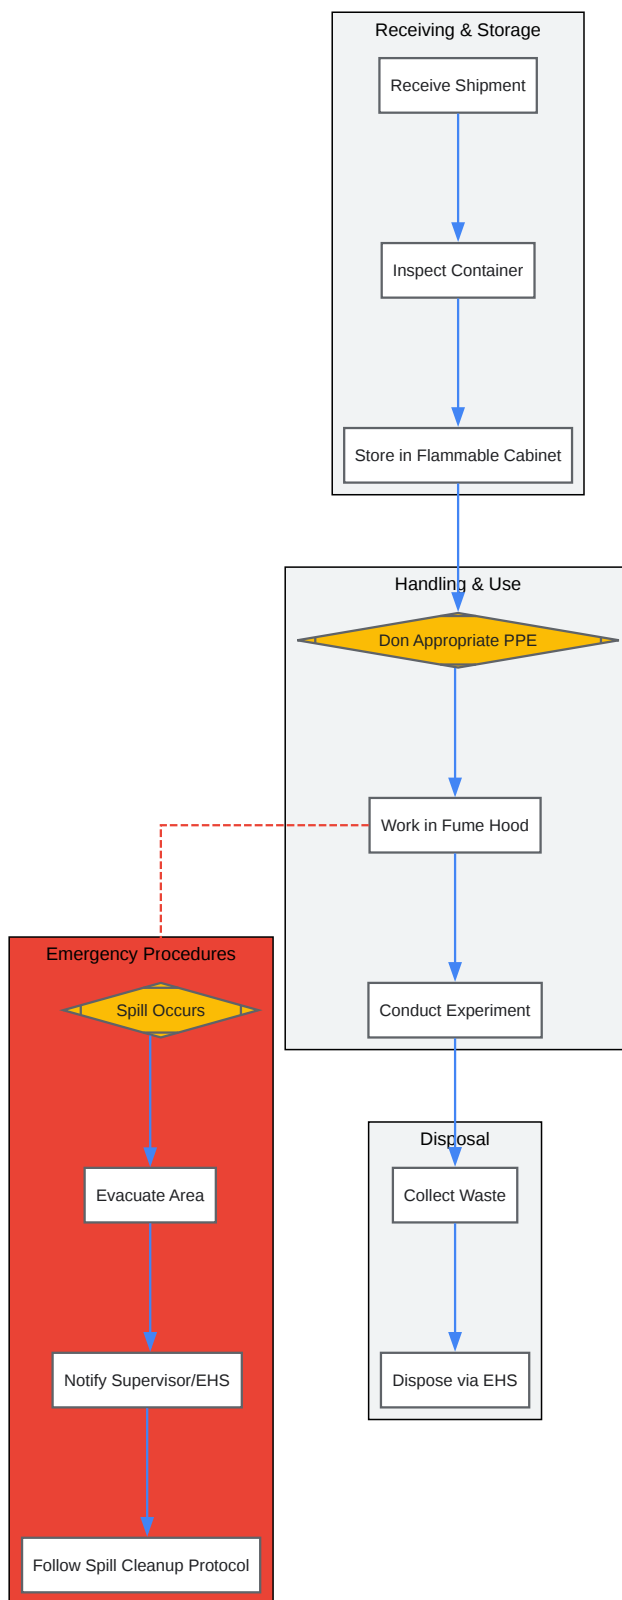 Receiving & Storage
Receive Shipment
Inspect Container
Store in Flammable Cabinet
Handling & Use
Don Appropriate PPE
Work in Fume Hood
Conduct Experiment
Emergency Procedures
Spill Occurs
Evacuate Area
Notify Supervisor/EHS
Follow Spill Cleanup Protocol
Disposal
Collect Waste
Dispose via EHS